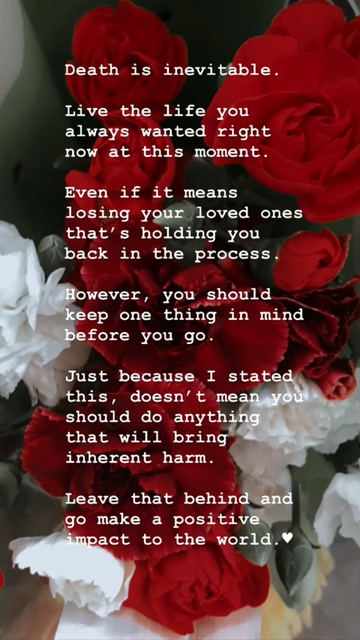 Death is inevitable.
Live the life you
always wanted right
now at this moment.
Even if it means
losing your loved ones
that's holding you
back in the process.
However, you should
keep one thing in mind
before you go.
Just because I stated
this, doesn't mean you
should do anything
that will bring
inherent harm.
Leave that behind and
go make a positive
impact to the world.♥